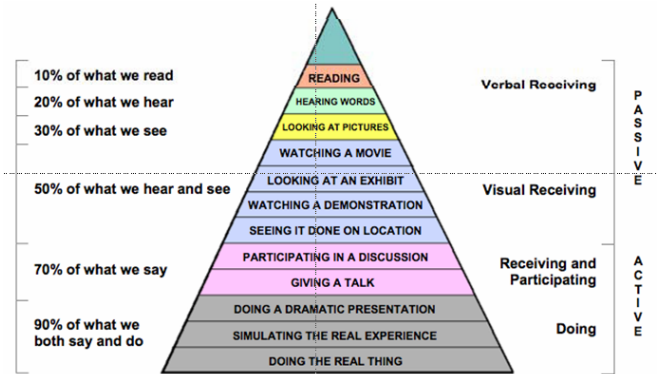 10% of what we read
READING
Verbal Receiving
20% of what we hear
HEARING WORDS
30% of what we see
LOOKING AT PICTURES
WATCHING A MOVIE
50% of what we hear and see
LOOKING AT AN EXHIBIT
Visual Receiving
WATCHING A DEMONSTRATION
SEEING IT DONE ON LOCATION
PASSIVE
70% of what we say
PARTICIPATING IN A DISCUSSION
Receiving and
Participating
GIVING A TALK
90% of what we
both say and do
DOING A DRAMATIC PRESENTATION
SIMULATING THE REAL EXPERIENCE
Doing
DOING THE REAL THING
ACTIVE